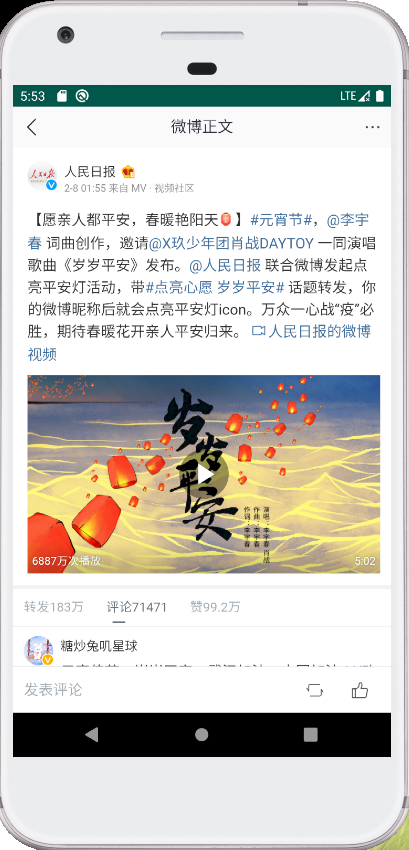 5:53
LTE
微博正文
人民日报
人民日报
2-8 01:55 来自 MV · 视频社区
【愿亲人都平安，春暖艳阳天🏮】#元宵节#，@李宇
春 词曲创作，邀请@X玖少年团肖战DAYTOY 一同演唱
歌曲《岁岁平安》发布。@人民日报 联合微博发起点
亮平安灯活动，带#点亮心愿 岁岁平安# 话题转发，你
的微博昵称后就会点亮平安灯icon。万众一心战“疫”必
胜，期待春暖花开亲人平安归来。 人民日报的微博
视频
岁岁平安
演唱：李宇春 肖战
作曲：李宇春
作词：李宇春
6887万次播放
5:02
转发183万
评论71471
赞99.2万
糖炒兔叽星球
发表评论